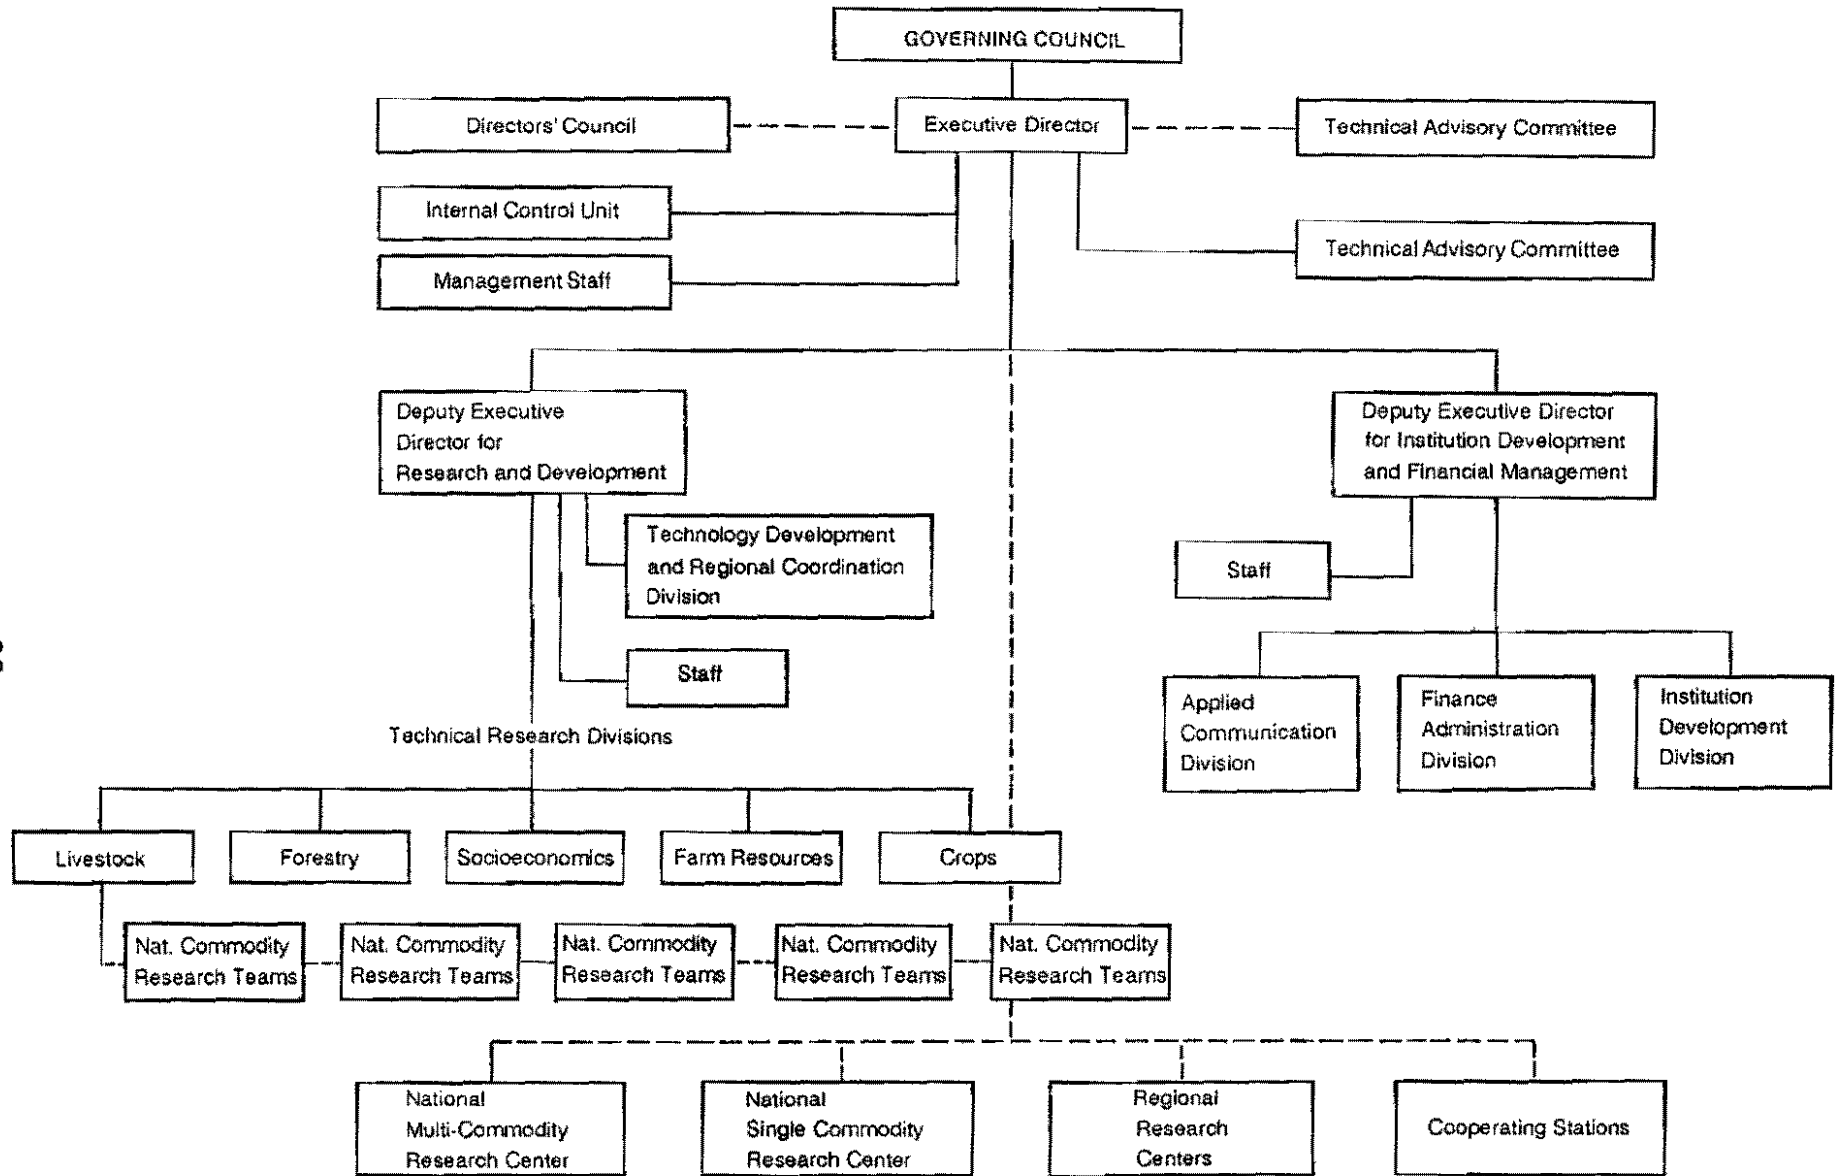 GOVERNING COUNCIL
Directors' Council
Executive Director
Technical Advisory Committee
Internal Control Unit
Technical Advisory Committee
Management Staff
Deputy Executive
Director for
Research and Development
Deputy Executive Director
for Institution Development
and Financial Management
Technology Development
and Regional Coordination
Division
Staff
Staff
Technical Research Divisions
Applied
Communication
Division
Finance
Administration
Division
Institution
Development
Division
Livestock
Forestry
Socioeconomics
Farm Resources
Crops
Nat. Commodity
Research Teams
Nat. Commodity
Research Teams
Nat. Commodity
Research Teams
Nat. Commodity
Research Teams
Nat. Commodity
Research Teams
National
Multi-Commodity
Research Center
National
Single Commodity
Research Center
Regional
Research
Centers
Cooperating Stations